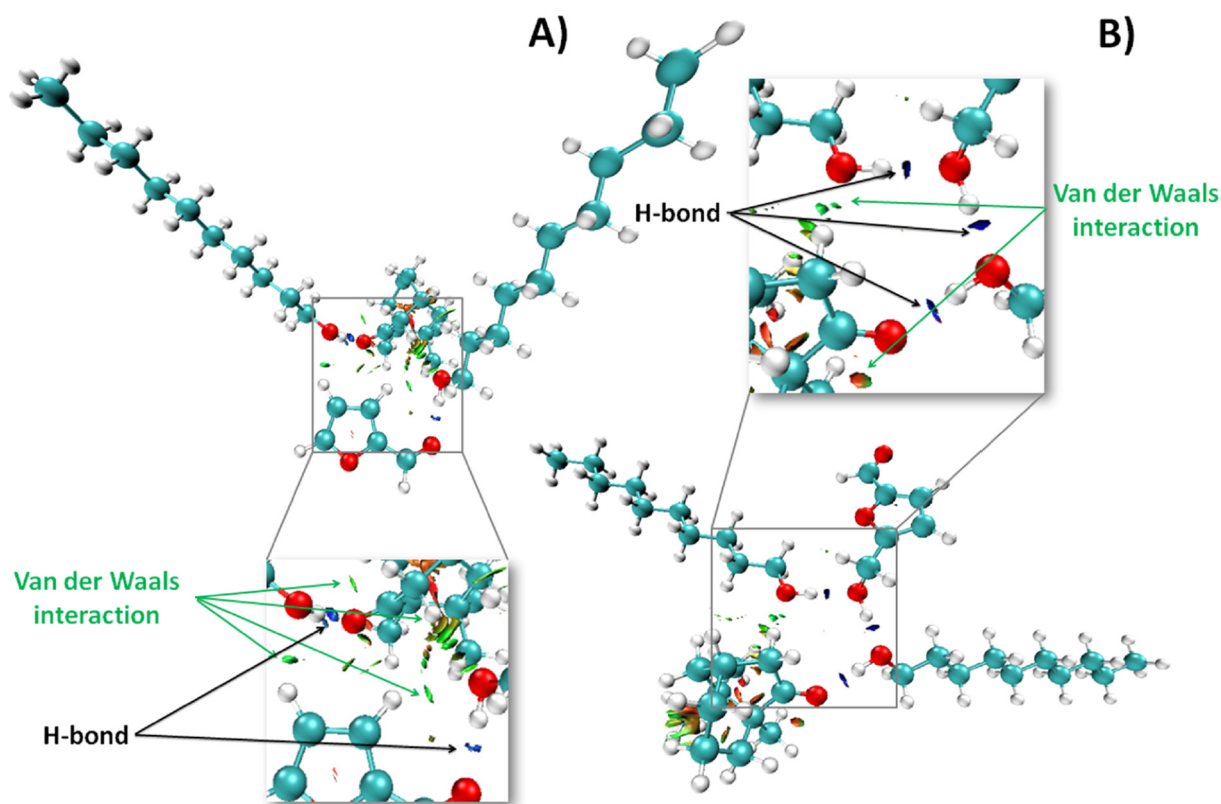 A)
B)
H-bond
Van der Waals
interaction
Van der Waals
interaction
H-bond